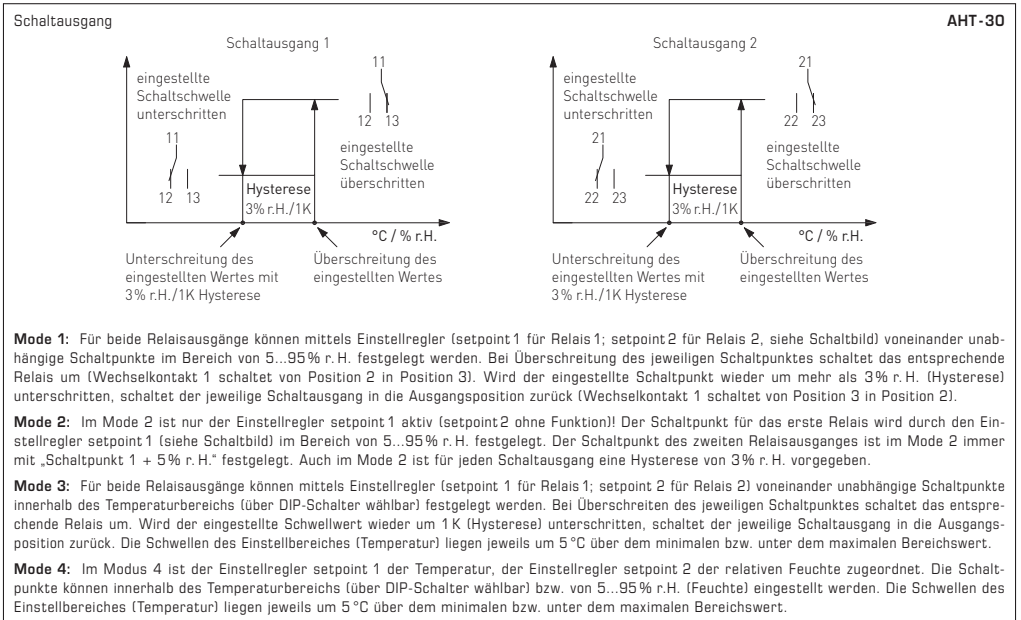 Schaltausgang
AHT-30
Schaltausgang 1
eingestellte
Schaltschwelle
unterschritten
11
12 13
11
12 13
eingestellte
Schaltschwelle
überschritten
Hysterese
3% r.H./1K
°C / % r.H.
Unterschreitung des
eingestellten Wertes mit
3% r.H./1K Hysterese
Überschreitung des
eingestellten Wertes
Schaltausgang 2
eingestellte
Schaltschwelle
unterschritten
21
22 23
21
22 23
eingestellte
Schaltschwelle
überschritten
Hysterese
3% r.H./1K
°C / % r.H.
Unterschreitung des
eingestellten Wertes mit
3% r.H./1K Hysterese
Überschreitung des
eingestellten Wertes
Mode 1: Für beide Relaisausgänge können mittels Einstellregler (setpoint 1 für Relais 1; setpoint 2 für Relais 2, siehe Schaltbild) voneinander unab-
hängige Schaltpunkte im Bereich von 5...95% r. H. festgelegt werden. Bei Überschreitung des jeweiligen Schaltpunktes schaltet das entsprechende
Relais um (Wechselkontakt 1 schaltet von Position 2 in Position 3). Wird der eingestellte Schaltpunkt wieder um mehr als 3% r. H. (Hysterese)
unterschritten, schaltet der jeweilige Schaltausgang in die Ausgangsposition zurück (Wechselkontakt 1 schaltet von Position 3 in Position 2).
Mode 2: Im Mode 2 ist nur der Einstellregler setpoint 1 aktiv (setpoint 2 ohne Funktion)! Der Schaltpunkt für das erste Relais wird durch den Ein-
stellregler setpoint 1 (siehe Schaltbild) im Bereich von 5...95% r. H. festgelegt. Der Schaltpunkt des zweiten Relaisausganges ist im Mode 2 immer
mit „Schaltpunkt 1 + 5% r. H.“ festgelegt. Auch im Mode 2 ist für jeden Schaltausgang eine Hysterese von 3% r. H. vorgegeben.
Mode 3: Für beide Relaisausgänge können mittels Einstellregler (setpoint 1 für Relais 1; setpoint 2 für Relais 2) voneinander unabhängige Schaltpunkte
innerhalb des Temperaturbereichs (über DIP-Schalter wählbar) festgelegt werden. Bei Überschreiten des jeweiligen Schaltpunktes schaltet das entspre-
chende Relais um. Wird der eingestellte Schwellwert wieder um 1 K (Hysterese) unterschritten, schaltet der jeweilige Schaltausgang in die Ausgangs-
position zurück. Die Schwellen des Einstellbereiches (Temperatur) liegen jeweils um 5 °C über dem minimalen bzw. unter dem maximalen Bereichswert.
Mode 4: Im Modus 4 ist der Einstellregler setpoint 1 der Temperatur, der Einstellregler setpoint 2 der relativen Feuchte zugeordnet. Die Schalt-
punkte können innerhalb des Temperaturbereichs (über DIP-Schalter wählbar) bzw. von 5...95% r.H. (Feuchte) eingestellt werden. Die Schwellen des
Einstellbereiches (Temperatur) liegen jeweils um 5 °C über dem minimalen bzw. unter dem maximalen Bereichswert.